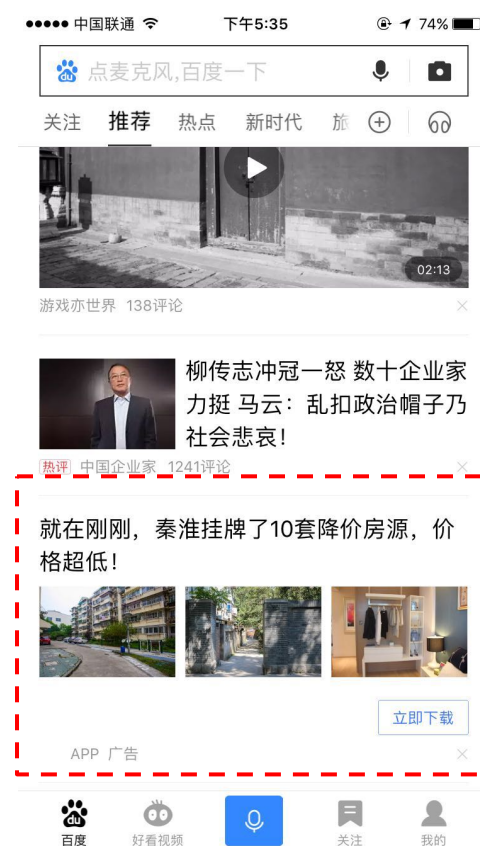 中国联通 下午5:35 74%
点麦克风,百度一下
关注 推荐 热点 新时代 旅
02:13
游戏亦世界 138评论
柳传志冲冠一怒 数十企业家
力挺 马云：乱扣政治帽子乃
社会悲哀！
热评 中国企业家 1241评论
就在刚刚，秦淮挂牌了10套降价房源，价
格超低！
立即下载
APP 广告
百度 好看视频 关注 我的